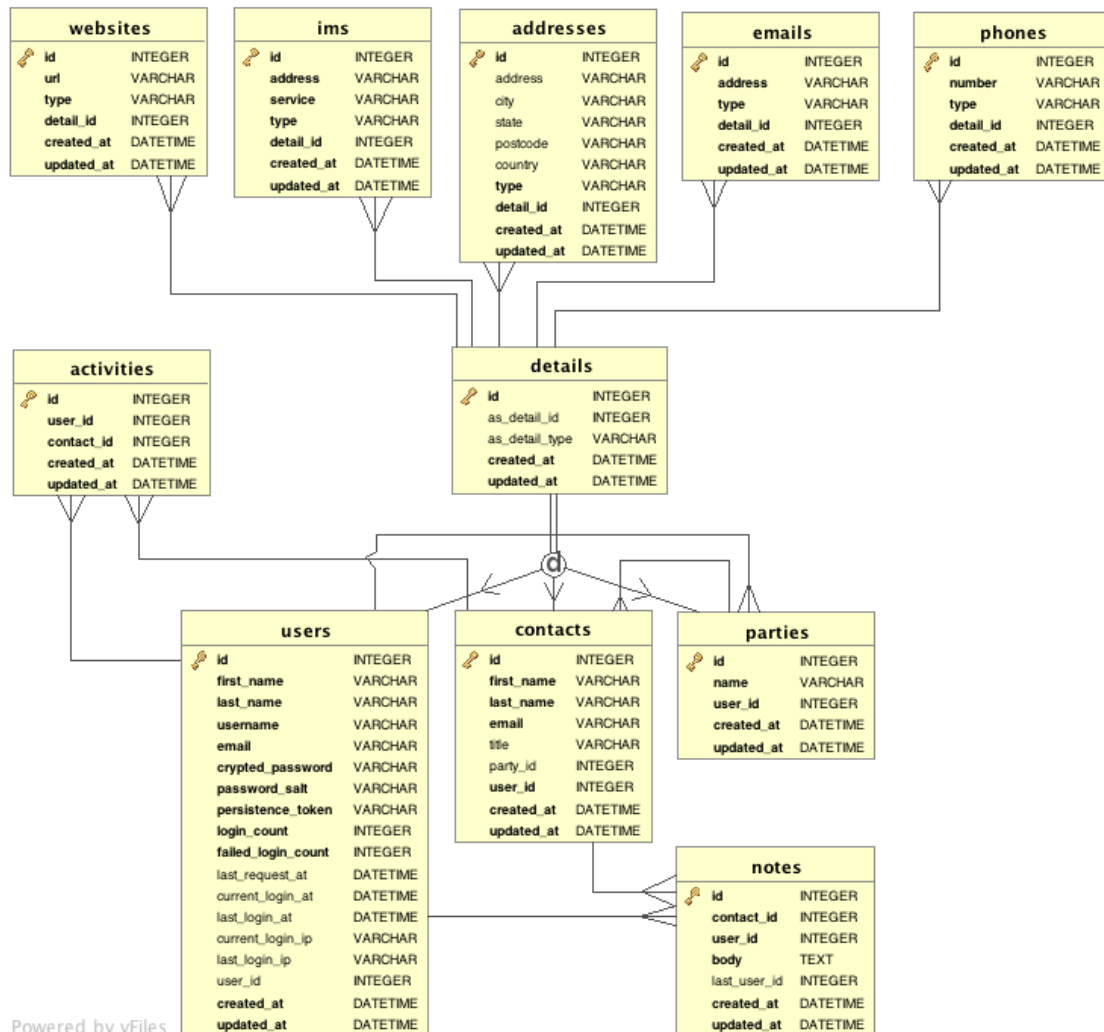 websites
id INTEGER
url VARCHAR
type VARCHAR
detail_id INTEGER
created_at DATETIME
updated_at DATETIME
ims
id INTEGER
address VARCHAR
service VARCHAR
type VARCHAR
detail_id INTEGER
created_at DATETIME
updated_at DATETIME
addresses
id INTEGER
address VARCHAR
city VARCHAR
state VARCHAR
postcode VARCHAR
country VARCHAR
type VARCHAR
detail_id INTEGER
created_at DATETIME
updated_at DATETIME
emails
id INTEGER
address VARCHAR
type VARCHAR
detail_id INTEGER
created_at DATETIME
updated_at DATETIME
phones
id INTEGER
number VARCHAR
type VARCHAR
detail_id INTEGER
created_at DATETIME
updated_at DATETIME
activities
id INTEGER
user_id INTEGER
contact_id INTEGER
created_at DATETIME
updated_at DATETIME
details
id INTEGER
as_detail_id INTEGER
as_detail_type VARCHAR
created_at DATETIME
updated_at DATETIME
d
users
id INTEGER
first_name VARCHAR
last_name VARCHAR
username VARCHAR
email VARCHAR
crypted_password VARCHAR
password_salt VARCHAR
persistence_token VARCHAR
login_count INTEGER
failed_login_count INTEGER
last_request_at DATETIME
current_login_at DATETIME
last_login_at DATETIME
current_login_ip VARCHAR
last_login_ip VARCHAR
user_id INTEGER
created_at DATETIME
updated_at DATETIME
contacts
id INTEGER
first_name VARCHAR
last_name VARCHAR
email VARCHAR
title VARCHAR
party_id INTEGER
user_id INTEGER
created_at DATETIME
updated_at DATETIME
parties
id INTEGER
name VARCHAR
user_id INTEGER
created_at DATETIME
updated_at DATETIME
notes
id INTEGER
contact_id INTEGER
user_id INTEGER
body TEXT
last_user_id INTEGER
created_at DATETIME
updated_at DATETIME
Powered by yFiles